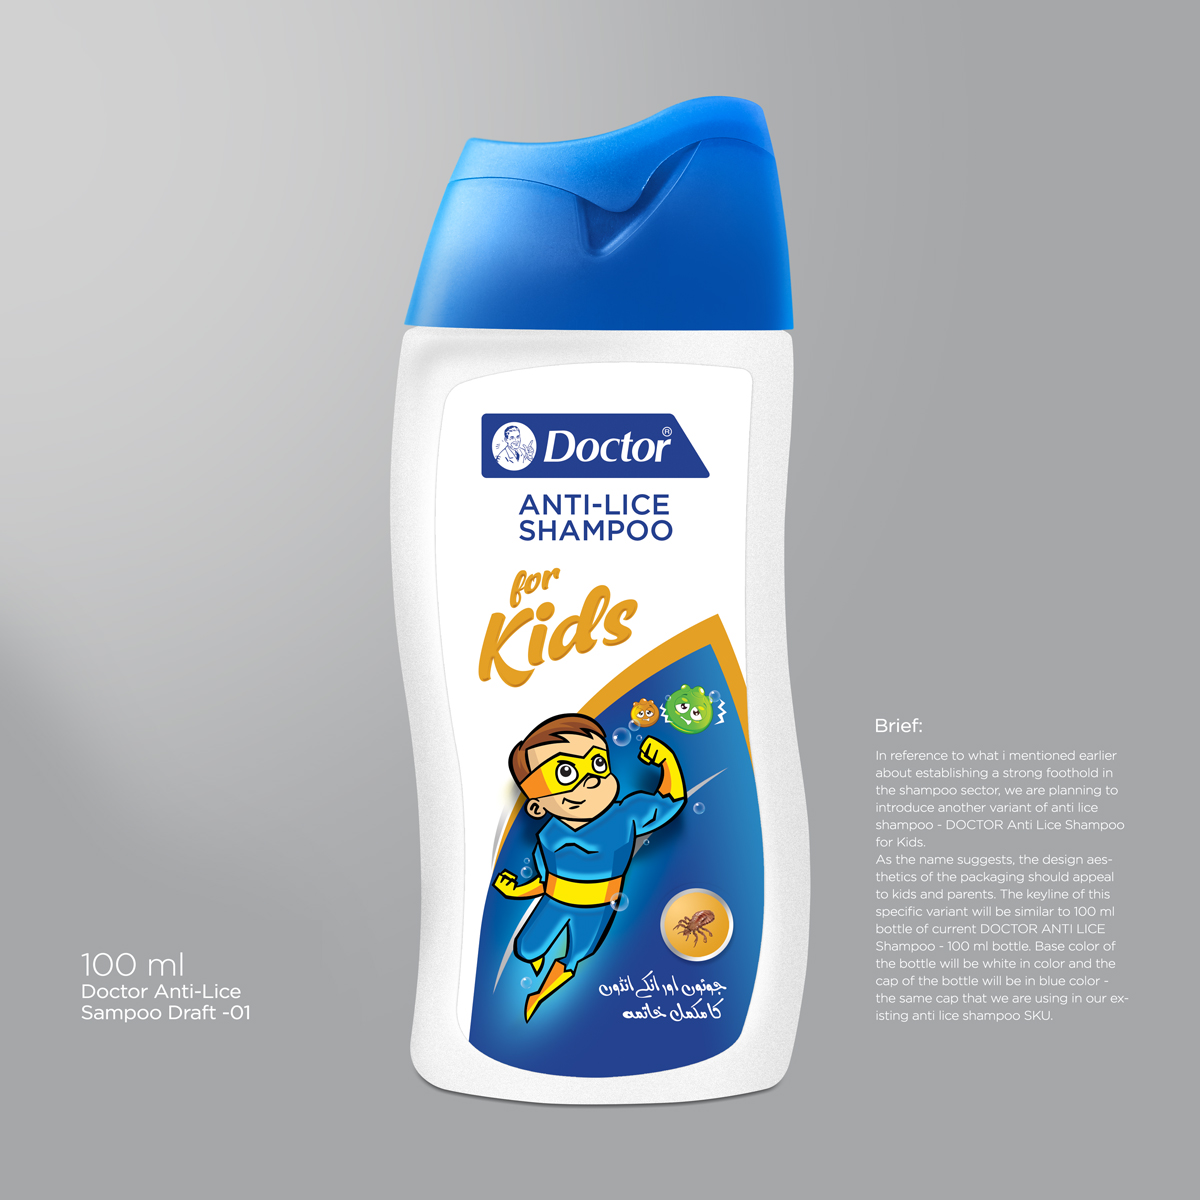 Doctor®
ANTI-LICE
SHAMPOO
for
Kids
جوئوں اور انکے انڈوں
کا مکمل خاتمہ
100 ml
Doctor Anti-Lice
Sampoo Draft -01
Brief:
In reference to what i mentioned earlier
about establishing a strong foothold in
the shampoo sector, we are planning to
introduce another variant of anti lice
shampoo - DOCTOR Anti Lice Shampoo
for Kids.
As the name suggests, the design aes-
thetics of the packaging should appeal
to kids and parents. The keyline of this
specific variant will be similar to 100 ml
bottle of current DOCTOR ANTI LICE
Shampoo - 100 ml bottle. Base color of
the bottle will be white in color and the
cap of the bottle will be in blue color -
the same cap that we are using in our ex-
isting anti lice shampoo SKU.